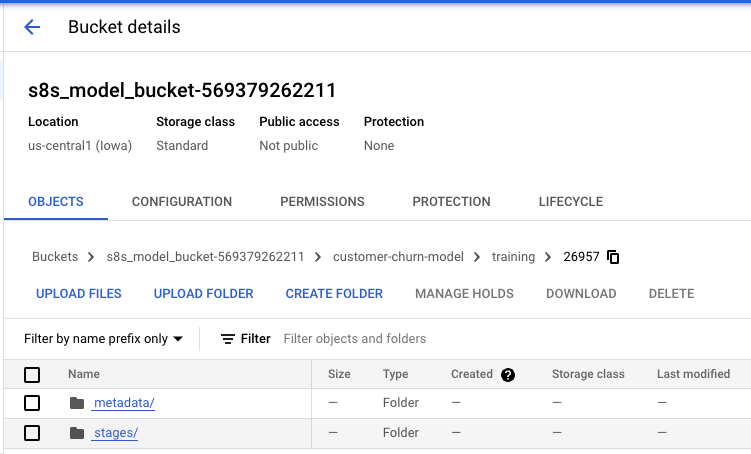 Bucket details
s8s_model_bucket-569379262211
Location Storage class Public access Protection
us-central1 (Iowa) Standard Not public None
OBJECTS CONFIGURATION PERMISSIONS PROTECTION LIFECYCLE
Buckets > s8s_model_bucket-569379262211 > customer-churn-model > training > 26957
UPLOAD FILES UPLOAD FOLDER CREATE FOLDER MANAGE HOLDS DOWNLOAD DELETE
Filter by name prefix only Filter Filter objects and folders
Name Size Type Created ? Storage class Last modified
metadata/ — Folder — — —
stages/ — Folder — — —